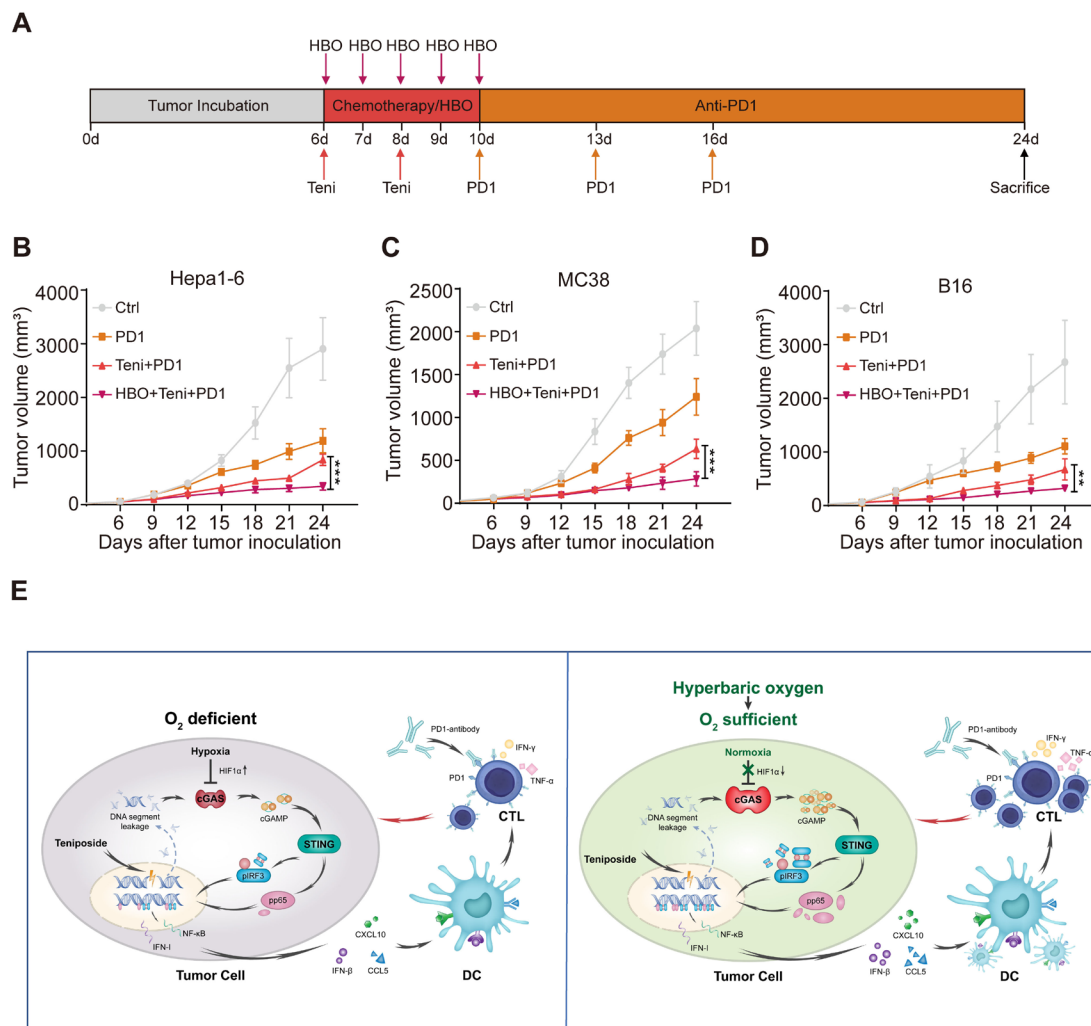 A
HBO HBO HBO HBO HBO
Tumor Incubation Chemotherapy/HBO Anti-PD1
0d 6d 7d 8d 9d 10d 13d 16d 24d
Teni Teni PD1 PD1 PD1 Sacrifice
B
Hepa1-6
Tumor volume (mm³)
4000
3000
2000
1000
0
Ctrl
PD1
Teni+PD1
HBO+Teni+PD1
***
6 9 12 15 18 21 24
Days after tumor inoculation
C
MC38
Tumor volume (mm³)
2500
2000
1500
1000
500
0
Ctrl
PD1
Teni+PD1
HBO+Teni+PD1
***
6 9 12 15 18 21 24
Days after tumor inoculation
D
B16
Tumor volume (mm³)
4000
3000
2000
1000
0
Ctrl
PD1
Teni+PD1
HBO+Teni+PD1
**
6 9 12 15 18 21 24
Days after tumor inoculation
E
O₂ deficient
Hypoxia
HIF1α↑
cGAS
DNA segment
leakage
cGAMP
STING
Teniposide
pIRF3
pp65
NF-κB
IFN-I
Tumor Cell
PD1-antibody
IFN-γ
PD1
TNF-α
CTL
CXCL10
IFN-β
CCL5
DC
Hyperbaric oxygen
O₂ sufficient
Normoxia
HIF1α↓
cGAS
DNA segment
leakage
cGAMP
STING
Teniposide
pIRF3
pp65
NF-κB
IFN-I
Tumor Cell
PD1-antibody
IFN-γ
TNF-α
PD1
CTL
CXCL10
IFN-β
CCL5
DC